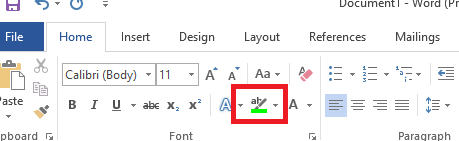 Document1 - Word (Pr
File Home Insert Design Layout References Mailings
Calibri (Body) 11 A A Aa
Paste
B I U abc x₂ x² A ab A
pboard Font Paragraph